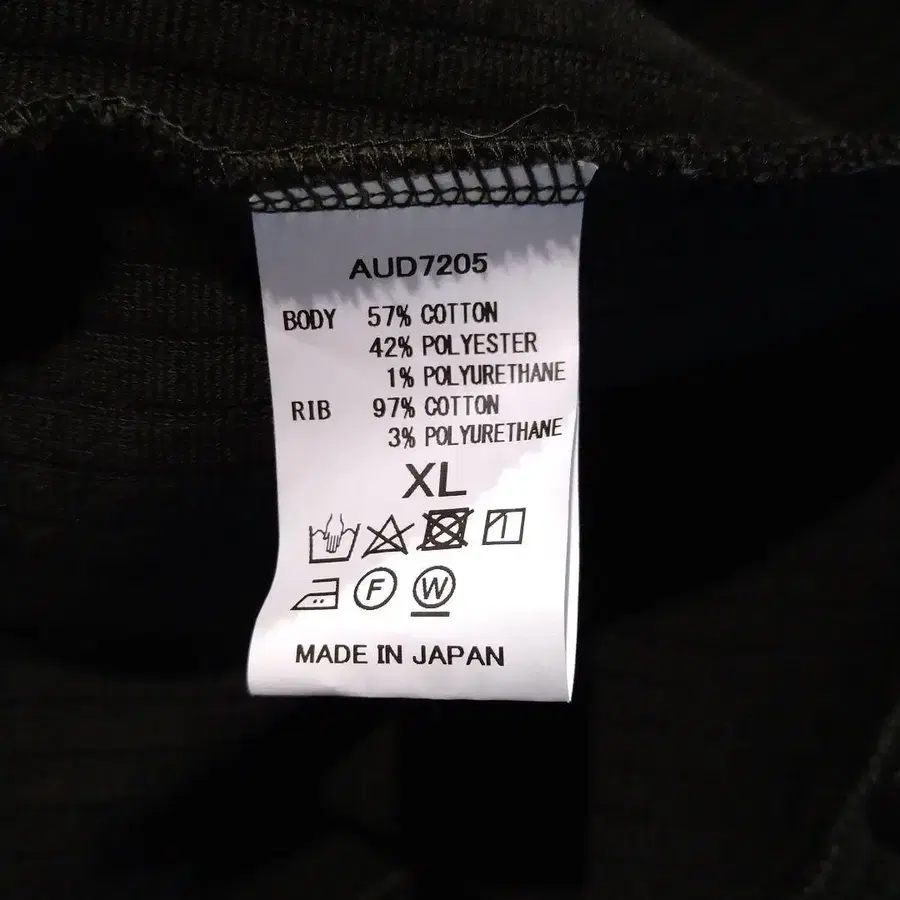 AUD7205
BODY 57% COTTON
42% POLYESTER
1% POLYURETHANE
RIB 97% COTTON
3% POLYURETHANE
XL
F W
MADE IN JAPAN